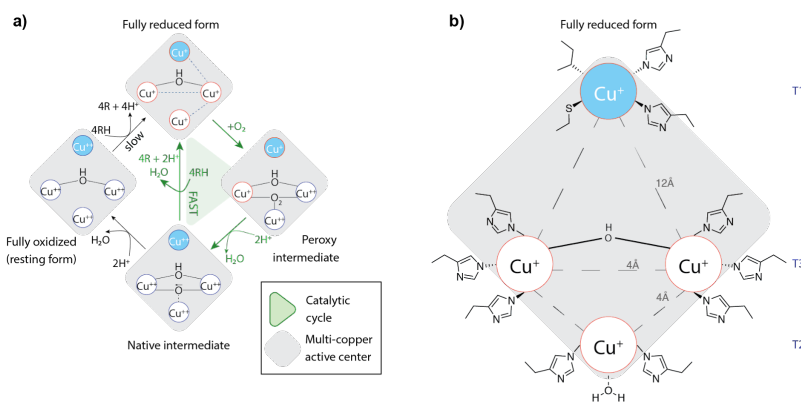 a)
Fully reduced form
Cu⁺
H
O
Cu⁺
Cu⁺
Cu⁺
4R + 4H⁺
4RH
slow
+O₂
4R + 2H⁺
H₂O
4RH
FAST
Cu⁺⁺
H
O
Cu⁺⁺
Cu⁺⁺
Cu⁺⁺
Fully oxidized
(resting form)
H₂O
2H⁺
Cu⁺
H
O
Cu⁺
Cu⁺⁺
O₂
Cu⁺⁺
Peroxy
intermediate
2H⁺
H₂O
Cu⁺⁺
H
O
Cu⁺⁺
O
Cu⁺⁺
Cu⁺⁺
Native intermediate
Catalytic
cycle
Multi-copper
active center
b)
Fully reduced form
N
N
Cu⁺
T1
S
N
N
12Å
N
N
H
O
N
N
N
N
Cu⁺
4Å
Cu⁺
N
N
T3
N
N
4Å
N
N
Cu⁺
T2
N
N
N
N
O
H
H